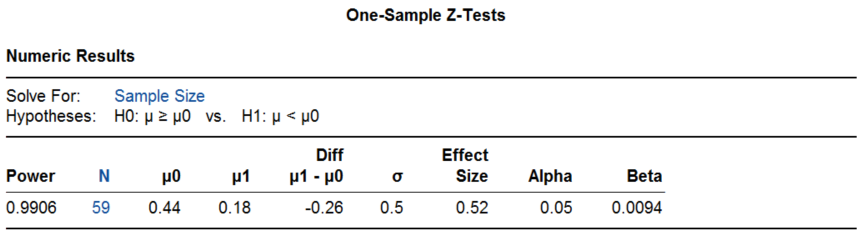 One-Sample Z-Tests
Numeric Results
Solve For: Sample Size
Hypotheses: H0: μ ≥ μ0 vs. H1: μ < μ0
Diff Effect
Power N μ0 μ1 μ1 - μ0 σ Size Alpha Beta
0.9906 59 0.44 0.18 -0.26 0.5 0.52 0.05 0.0094